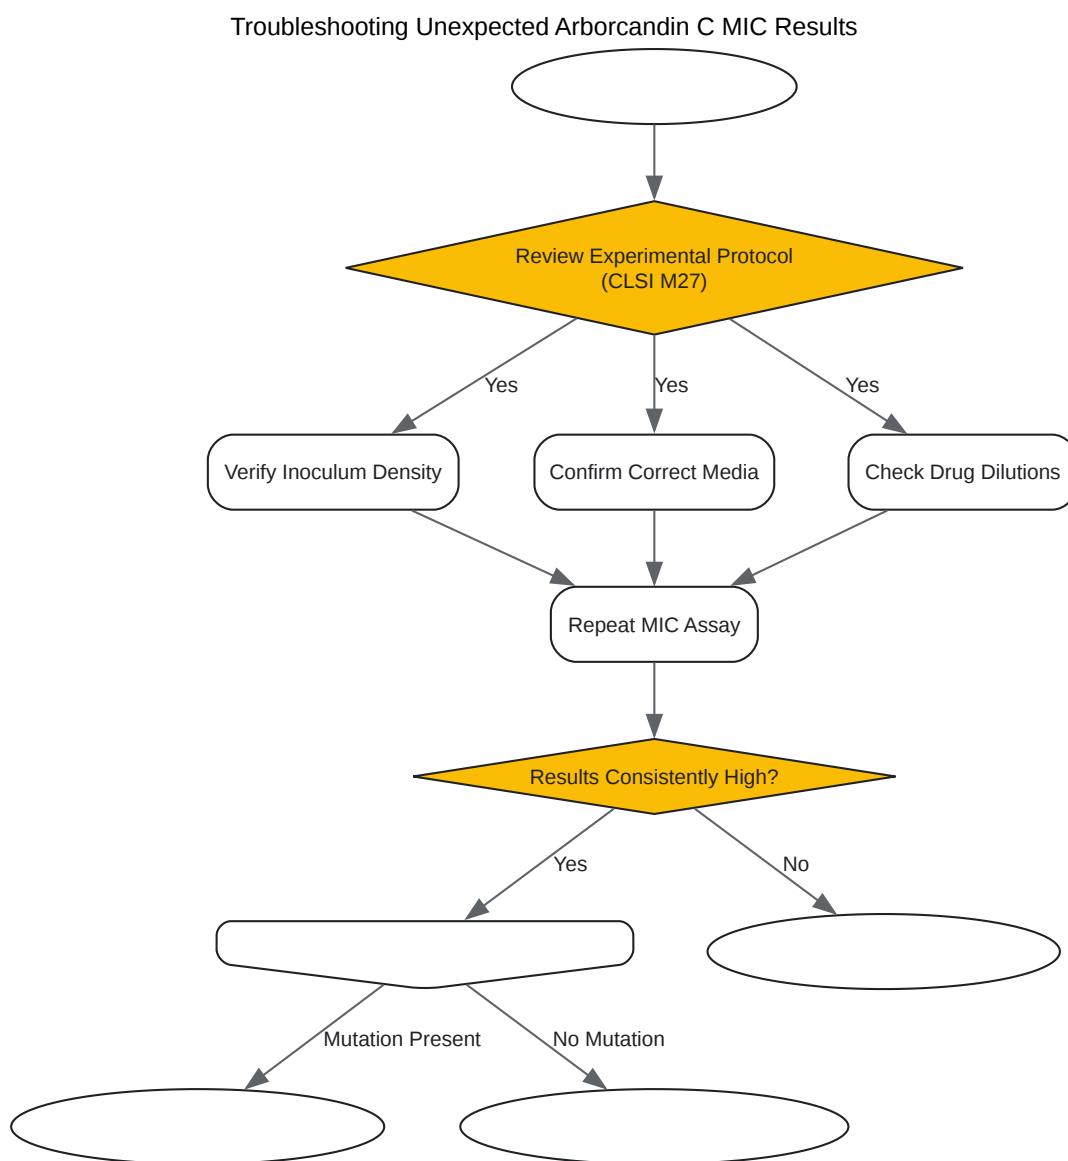 Troubleshooting Unexpected Arborcandin C MIC Results
Review Experimental Protocol
(CLSI M27)
Yes
Yes
Yes
Verify Inoculum Density
Confirm Correct Media
Check Drug Dilutions
Repeat MIC Assay
Results Consistently High?
Yes
No
Mutation Present
No Mutation